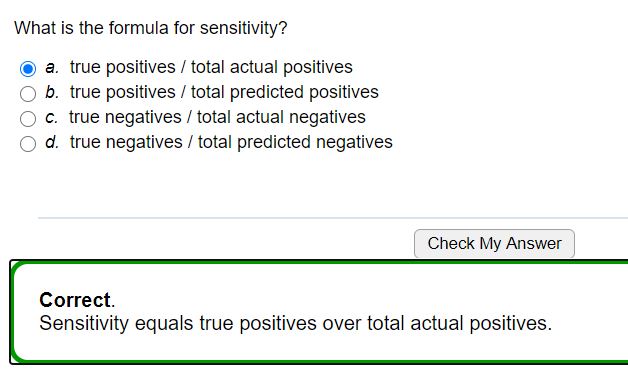 What is the formula for sensitivity?
a. true positives / total actual positives
b. true positives / total predicted positives
c. true negatives / total actual negatives
d. true negatives / total predicted negatives
Check My Answer
Correct.
Sensitivity equals true positives over total actual positives.